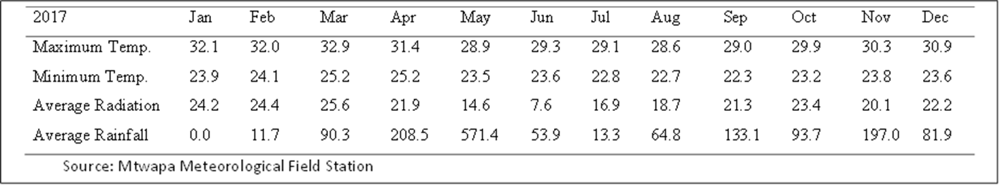 2017 Jan Feb Mar Apr May Jun Jul Aug Sep Oct Nov Dec
Maximum Temp. 32.1 32.0 32.9 31.4 28.9 29.3 29.1 28.6 29.0 29.9 30.3 30.9
Minimum Temp. 23.9 24.1 25.2 25.2 23.5 23.6 22.8 22.7 22.3 23.2 23.8 23.6
Average Radiation 24.2 24.4 25.6 21.9 14.6 7.6 16.9 18.7 21.3 23.4 20.1 22.2
Average Rainfall 0.0 11.7 90.3 208.5 571.4 53.9 13.3 64.8 133.1 93.7 197.0 81.9
Source: Mtwapa Meteorological Field Station